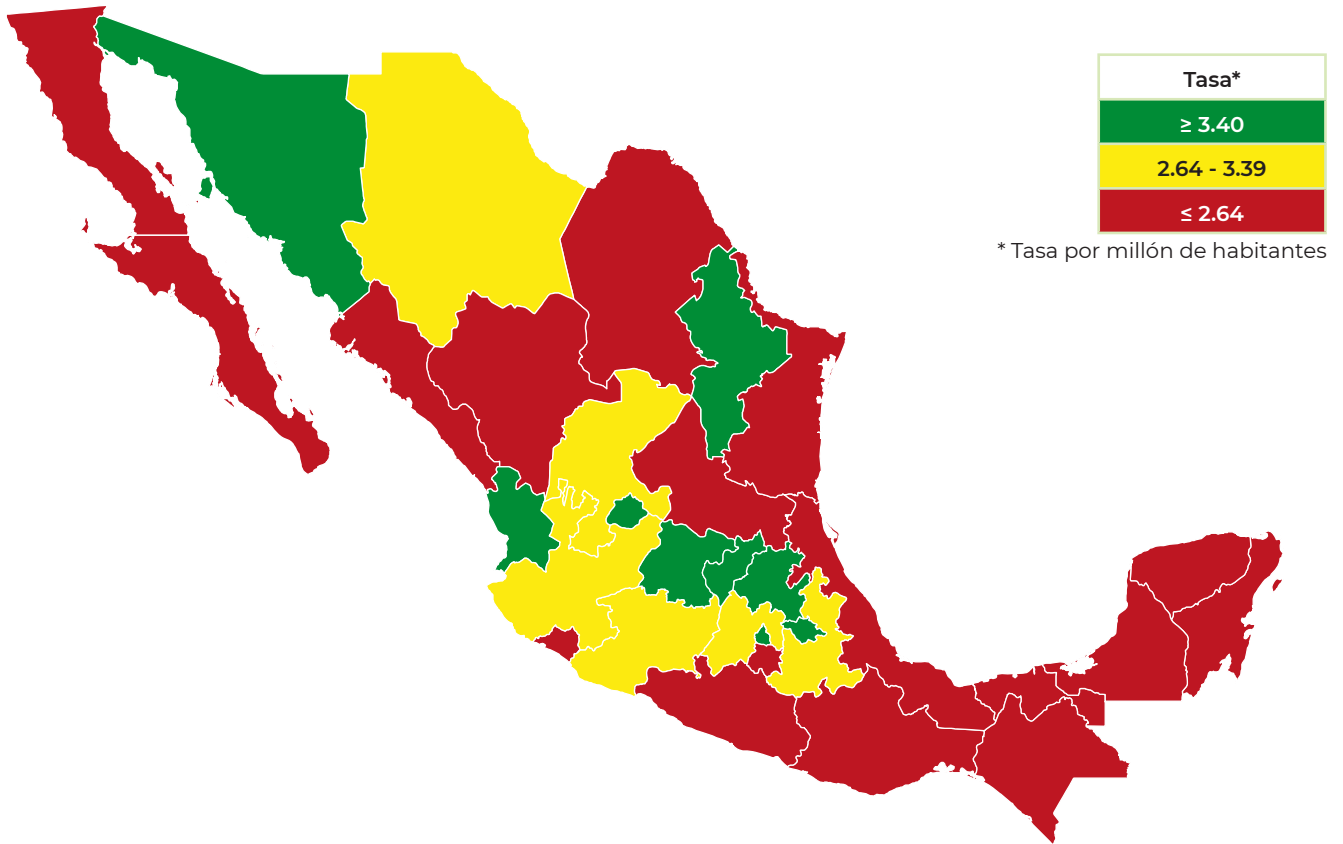 Tasa*
≥ 3.40
2.64 - 3.39
≤ 2.64
* Tasa por millón de habitantes